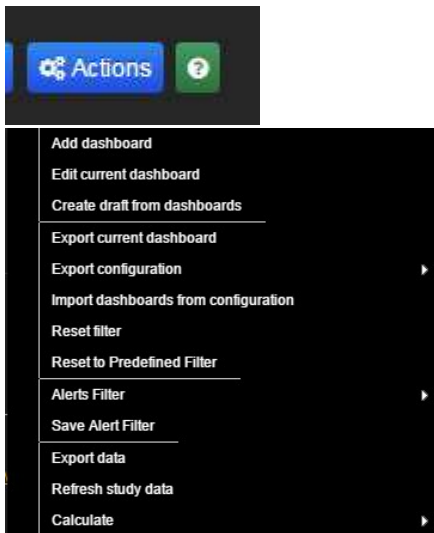 Actions ?
Add dashboard
Edit current dashboard
Create draft from dashboards
Export current dashboard
Export configuration
Import dashboards from configuration
Reset filter
Reset to Predefined Filter
Alerts Filter
Save Alert Filter
Export data
Refresh study data
Calculate